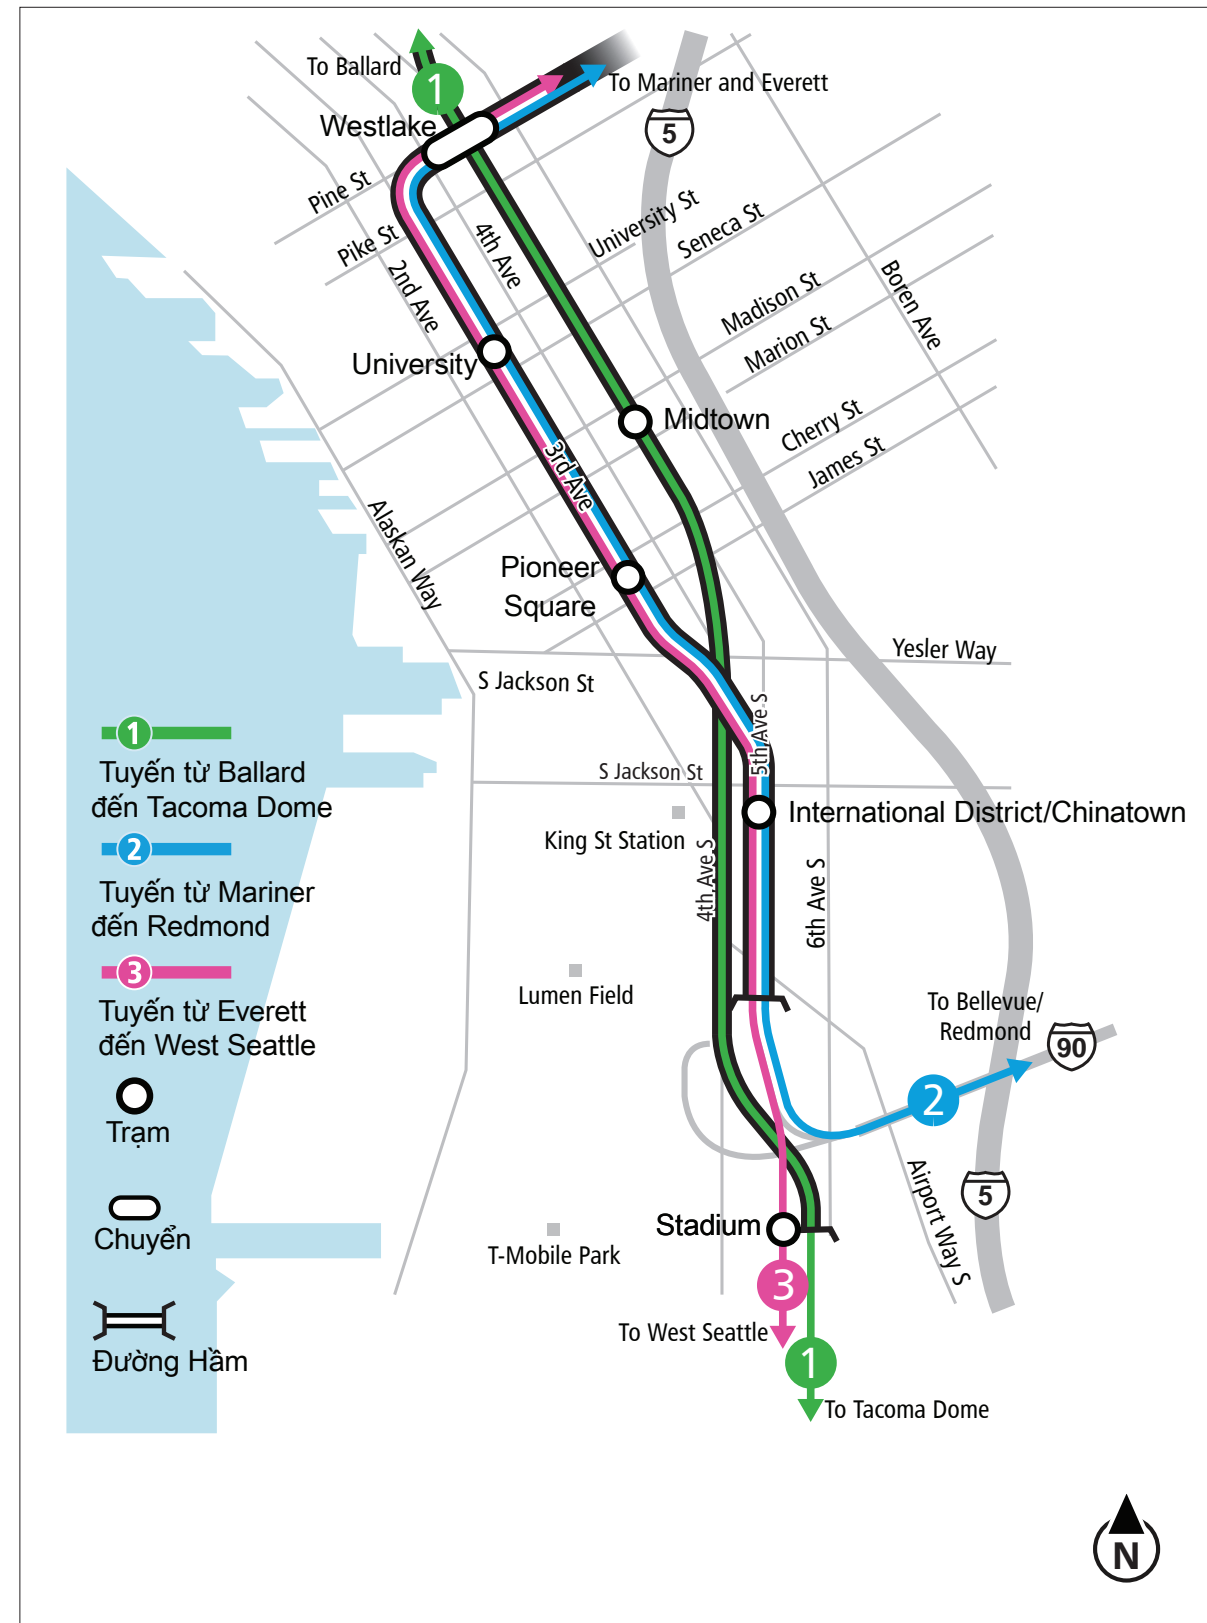 To Ballard
1
To Mariner and Everett
Westlake
5
Pine St
Pike St
2nd Ave
4th Ave
University St
Seneca St
Boren Ave
Madison St
Marion St
University
Midtown
Cherry St
James St
3rd Ave
Alaskan Way
Pioneer
Square
Yesler Way
S Jackson St
5th Ave S
S Jackson St
International District/Chinatown
King St Station
4th Ave S
6th Ave S
Lumen Field
To Bellevue/
Redmond
90
2
Airport Way S
5
Stadium
T-Mobile Park
3
To West Seattle
1
To Tacoma Dome
1
Tuyến từ Ballard
đến Tacoma Dome
2
Tuyến từ Mariner
đến Redmond
3
Tuyến từ Everett
đến West Seattle
Trạm
Chuyển
Đường Hầm
N